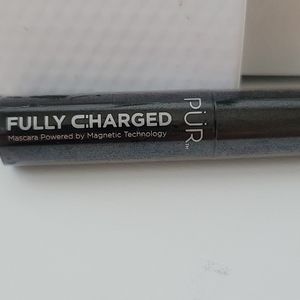 FULLY CHARGED
Mascara Powered by Magnetic Technology
PÜR